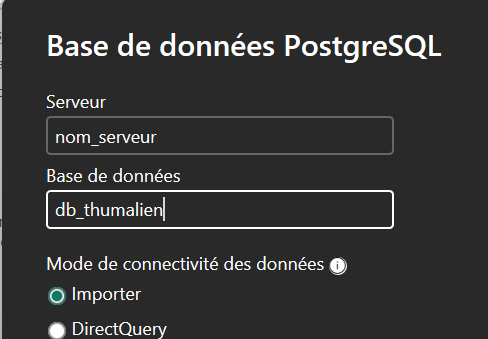 Base de données PostgreSQL
Serveur
nom_serveur
Base de données
db_thumalien
Mode de connectivité des données
Importer
DirectQuery